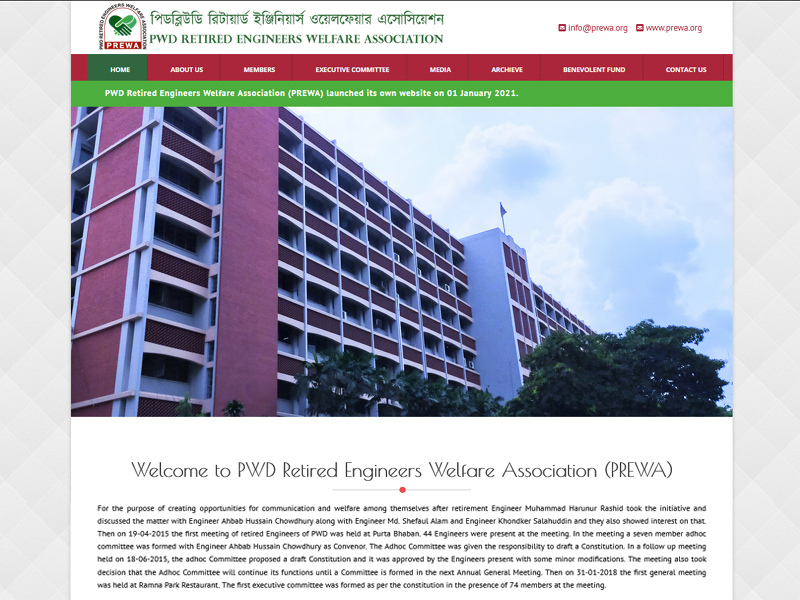 PWD RETIRED ENGINEERS WELFARE ASSOCIATION
PREWA
পিডব্লিউডি রিটায়ার্ড ইঞ্জিনিয়ার্স ওয়েলফেয়ার এসোসিয়েশন
PWD RETIRED ENGINEERS WELFARE ASSOCIATION
info@prewa.org www.prewa.org
HOME ABOUT US MEMBERS EXECUTIVE COMMITTEE MEDIA ARCHIEVE BENEVOLENT FUND CONTACT US
PWD Retired Engineers Welfare Association (PREWA) launched its own website on 01 January 2021.
Welcome to PWD Retired Engineers Welfare Association (PREWA)
For the purpose of creating opportunities for communication and welfare among themselves after retirement Engineer Muhammad Harunur Rashid took the initiative and
discussed the matter with Engineer Ahbab Hussain Chowdhury along with Engineer Md. Shefaul Alam and Engineer Khondker Salahuddin and they also showed interest on that.
Then on 19-04-2015 the first meeting of retired Engineers of PWD was held at Purta Bhaban. 44 Engineers were present at the meeting. In the meeting a seven member adhoc
committee was formed with Engineer Ahbab Hussain Chowdhury as Convenor. The Adhoc Committee was given the responsibility to draft a Constitution. In a follow up meeting
held on 18-06-2015, the adhoc Committee proposed a draft Constitution and it was approved by the Engineers present with some minor modifications. The meeting also took
decision that the Adhoc Committee will continue its functions until a Committee is formed in the next Annual General Meeting. Then on 31-01-2018 the first general meeting
was held at Ramna Park Restaurant. The first executive committee was formed as per the constitution in the presence of 74 members at the meeting.